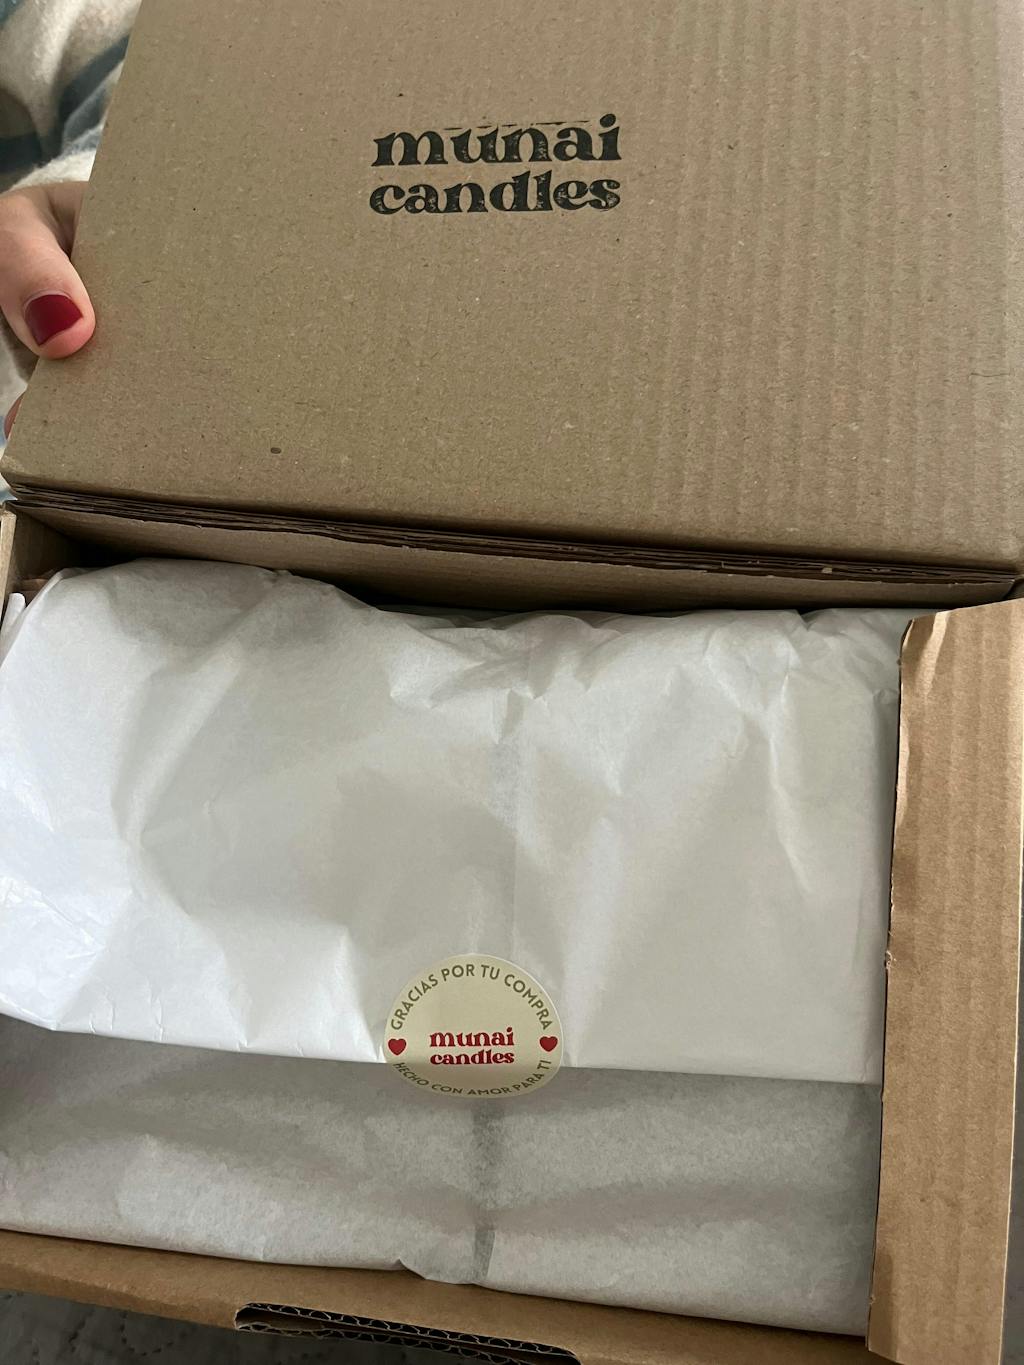 munai
candles
GRACIAS POR TU COMPRA
munai
candles
HECHO CON AMOR PARA TI